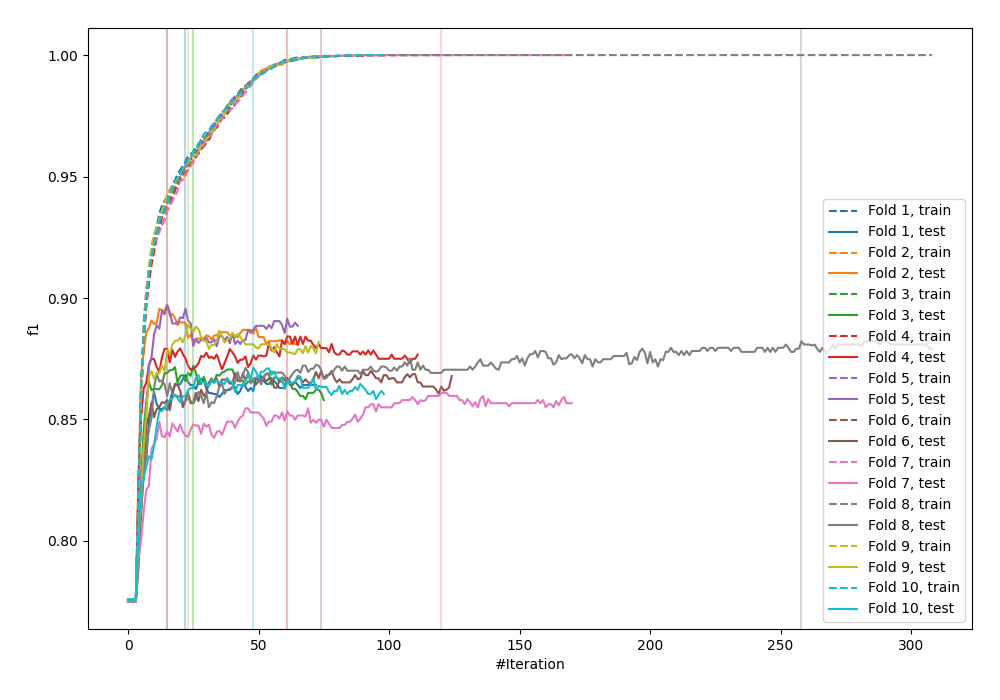 1.00
0.95
0.90
0.85
0.80
f1
0
50
100
150
200
250
300
#Iteration
Fold 1, train
Fold 1, test
Fold 2, train
Fold 2, test
Fold 3, train
Fold 3, test
Fold 4, train
Fold 4, test
Fold 5, train
Fold 5, test
Fold 6, train
Fold 6, test
Fold 7, train
Fold 7, test
Fold 8, train
Fold 8, test
Fold 9, train
Fold 9, test
Fold 10, train
Fold 10, test